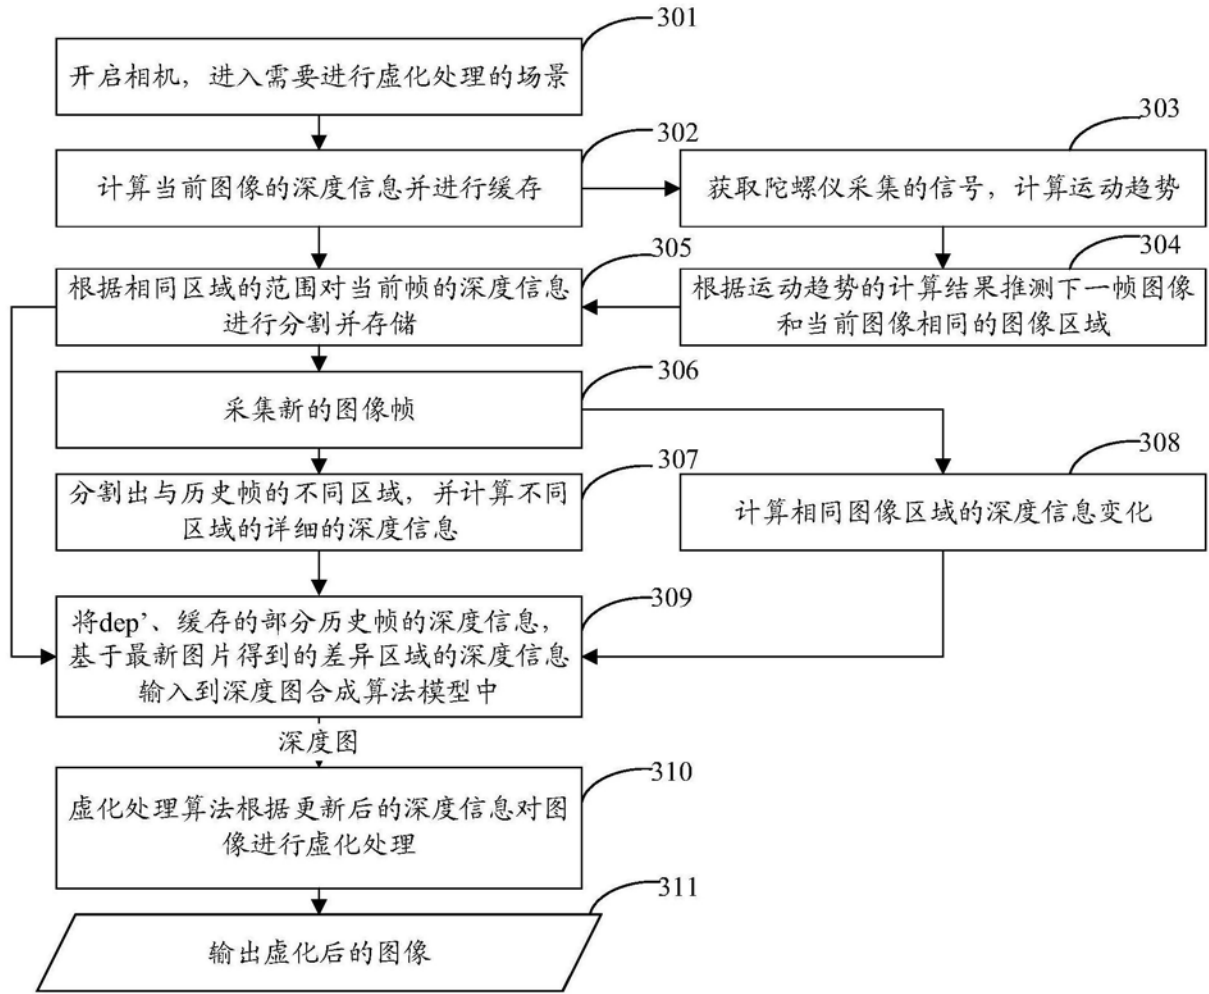 301
开启相机，进入需要进行虚化处理的场景
302
计算当前图像的深度信息并进行缓存
303
获取陀螺仪采集的信号，计算运动趋势
304
根据运动趋势的计算结果推测下一帧图像
和当前图像相同的图像区域
305
根据相同区域的范围对当前帧的深度信息
进行分割并存储
306
采集新的图像帧
307
分割出与历史帧的不同区域，并计算不同
区域的详细的深度信息
308
计算相同图像区域的深度信息变化
309
将dep’、缓存的部分历史帧的深度信息，
基于最新图片得到的差异区域的深度信息
输入到深度图合成算法模型中
深度图
310
虚化处理算法根据更新后的深度信息对图
像进行虚化处理
311
输出虚化后的图像